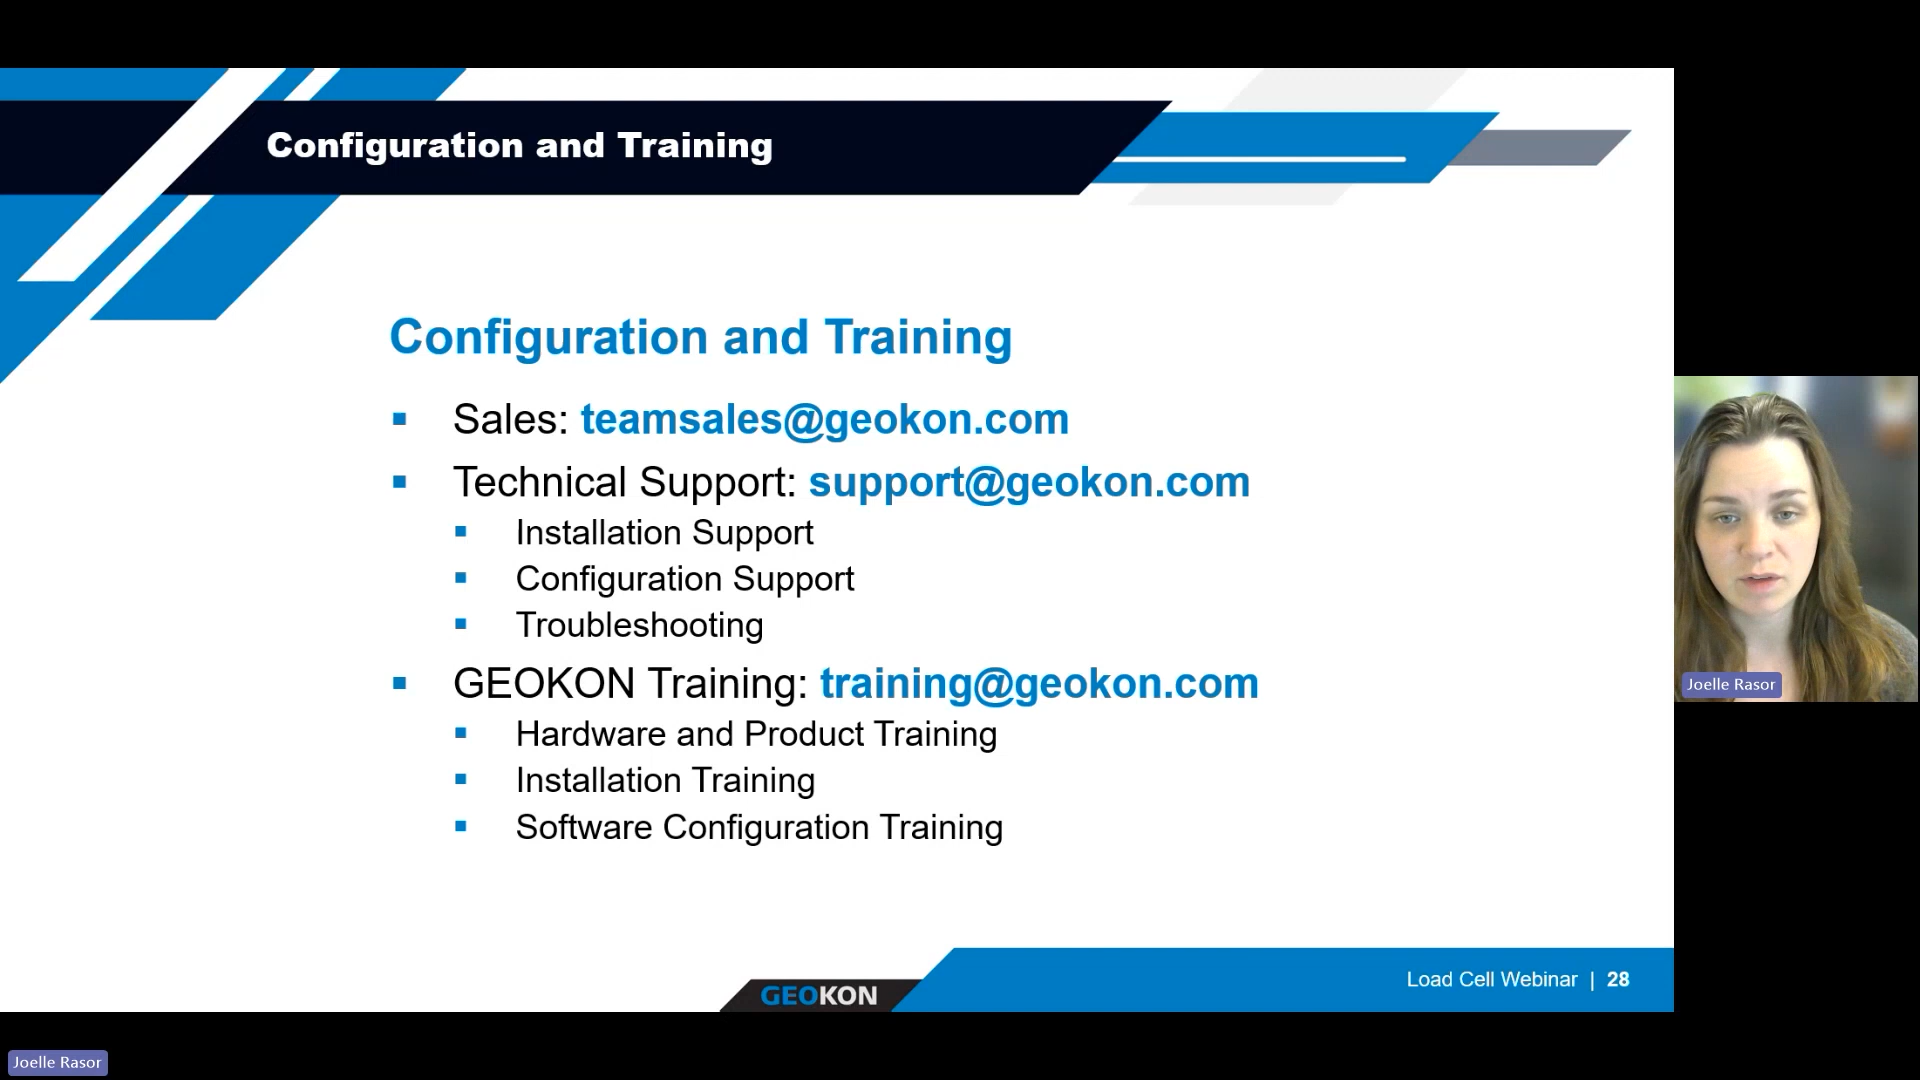 Configuration and Training
Configuration and Training
Sales: teamsales@geokon.com
Technical Support: support@geokon.com
Installation Support
Configuration Support
Troubleshooting
GEOKON Training: training@geokon.com
Hardware and Product Training
Installation Training
Software Configuration Training
Joelle Rasor
GEOKON
Load Cell Webinar | 28
Joelle Rasor